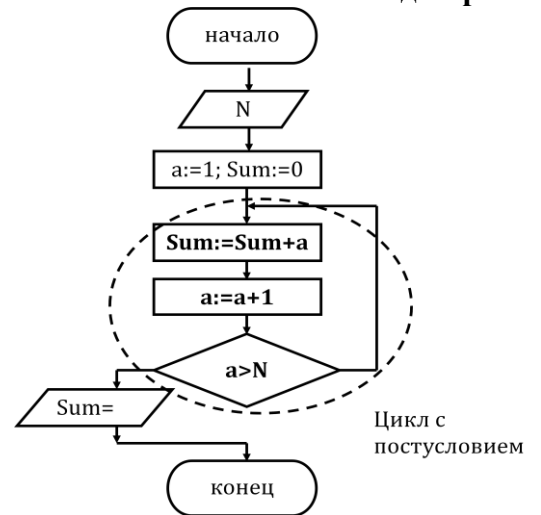 начало
N
a:=1; Sum:=0
Sum:=Sum+a
a:=a+1
a>N
Sum=
Цикл с
постусловием
конец